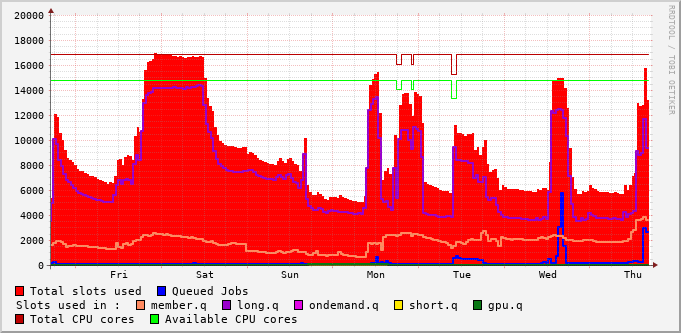 20000
18000
16000
14000
12000
10000
8000
6000
4000
2000
0
Fri Sat Sun Mon Tue Wed Thu
RRDTOOL / TOBI OETIKER
Total slots used Queued Jobs
Slots used in : member.q long.q ondemand.q short.q gpu.q
Total CPU cores Available CPU cores